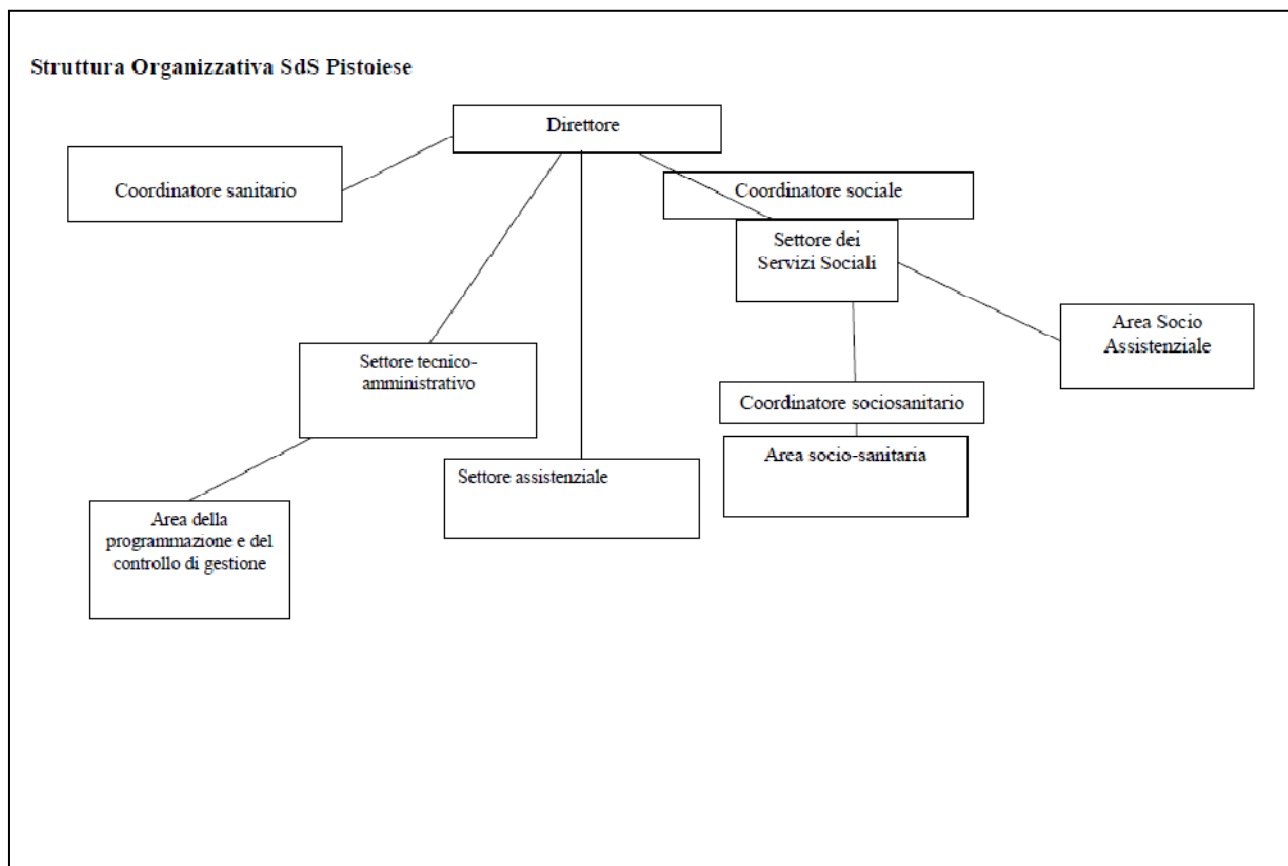 Struttura Organizzativa SdS Pistoiese
Direttore
Coordinatore sanitario
Coordinatore sociale
Settore dei
Servizi Sociali
Area Socio
Assistenziale
Settore tecnico-
amministrativo
Coordinatore sociosanitario
Area socio-sanitaria
Settore assistenziale
Area della
programmazione e del
controllo di gestione